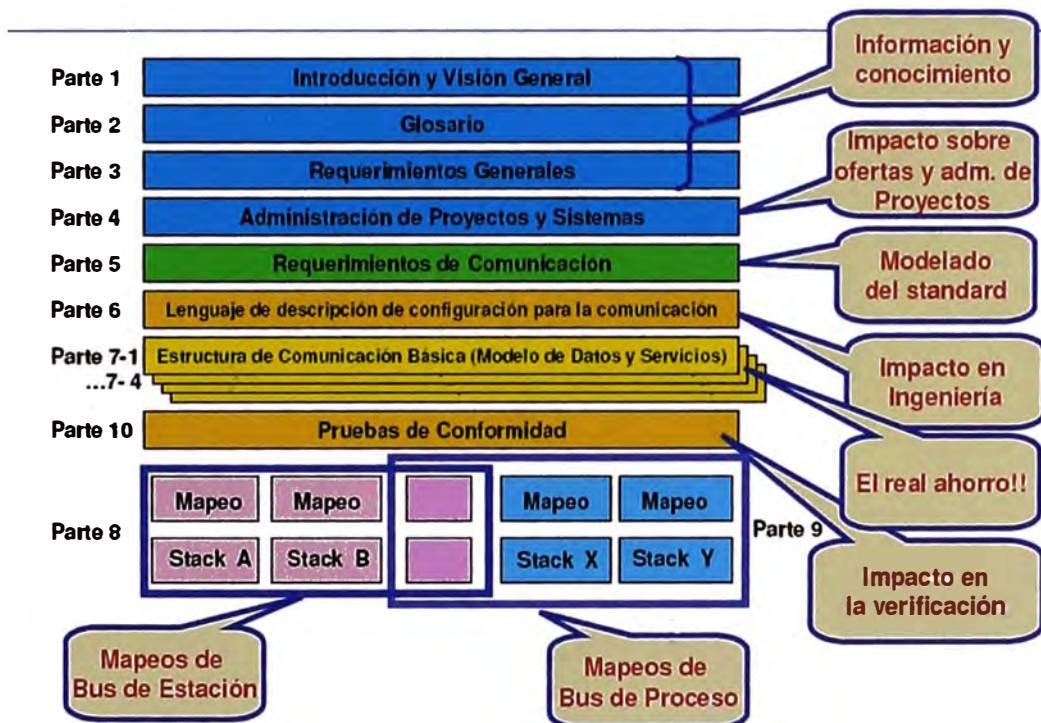 Información y
conocimiento
Parte 1
Introducción y Visión General
Parte 2
Glosario
Parte 3
Requerimientos Generales
Impacto sobre
ofertas y adm. de
Proyectos
Parte 4
Administración de Proyectos y Sistemas
Parte 5
Requerimientos de Comunicación
Modelado
del standard
Parte 6
Lenguaje de descripción de configuración para la comunicación
Parte 7-1
...7- 4
Estructura de Comunicación Básica (Modelo de Datos y Servicios)
Impacto en
Ingeniería
Parte 10
Pruebas de Conformidad
El real ahorro!!
Parte 8
Mapeo
Mapeo
Mapeo
Mapeo
Stack A
Stack B
Stack X
Stack Y
Parte 9
Impacto en
la verificación
Mapeos de
Bus de Estación
Mapeos de
Bus de Proceso